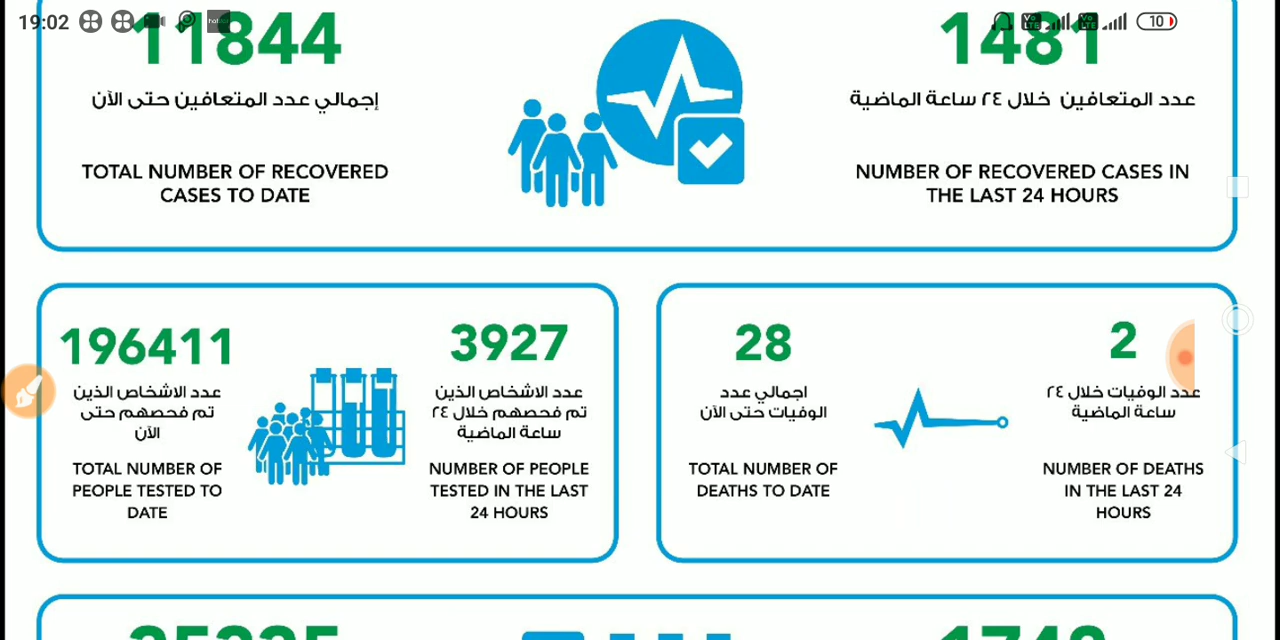 19:02
10
11844
إجمالي عدد المتعافين حتى الآن
TOTAL NUMBER OF RECOVERED
CASES TO DATE
1481
عدد المتعافين خلال ٢٤ ساعة الماضية
NUMBER OF RECOVERED CASES IN
THE LAST 24 HOURS
196411
عدد الاشخاص الذين
تم فحصهم حتى
الآن
TOTAL NUMBER OF
PEOPLE TESTED TO
DATE
3927
عدد الاشخاص الذين
تم فحصهم خلال ٢٤
ساعة الماضية
NUMBER OF PEOPLE
TESTED IN THE LAST
24 HOURS
28
اجمالي عدد
الوفيات حتى الآن
TOTAL NUMBER OF
DEATHS TO DATE
2
عدد الوفيات خلال ٢٤
ساعة الماضية
NUMBER OF DEATHS
IN THE LAST 24
HOURS